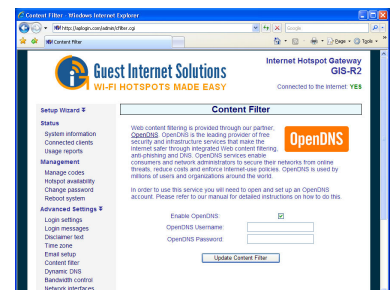 Content Filter - Windows Internet Explorer
http://aplogin.com/admin/cfilter.cgi
Google
Content Filter
Page
Tools
Guest Internet Solutions
WI-FI HOTSPOTS MADE EASY
Internet Hotspot Gateway
GIS-R2
Connected to the Internet: YES
Setup Wizard
Status
System information
Connected clients
Usage reports
Management
Manage codes
Hotspot availability
Change password
Reboot system
Advanced Settings
Login settings
Login messages
Disclaimer text
Time zone
Email setup
Content filter
Dynamic DNS
Bandwidth control
Network interfaces
Content Filter
Web content filtering is provided through our partner,
OpenDNS. OpenDNS is the leading provider of free
security and infrastructure services that make the
Internet safer through integrated Web content filtering,
anti-phishing and DNS. OpenDNS services enable
consumers and network administrators to secure their networks from online
threats, reduce costs and enforce Internet-use policies. OpenDNS is used by
millions of users and organizations around the world.
OpenDNS
In order to use this service you will need to open and set up an OpenDNS
account. Please refer to our manual for detailed instructions on how to do this
Enable OpenDNS:
OpenDNS Username:
OpenDNS Password:
Update Content Filter